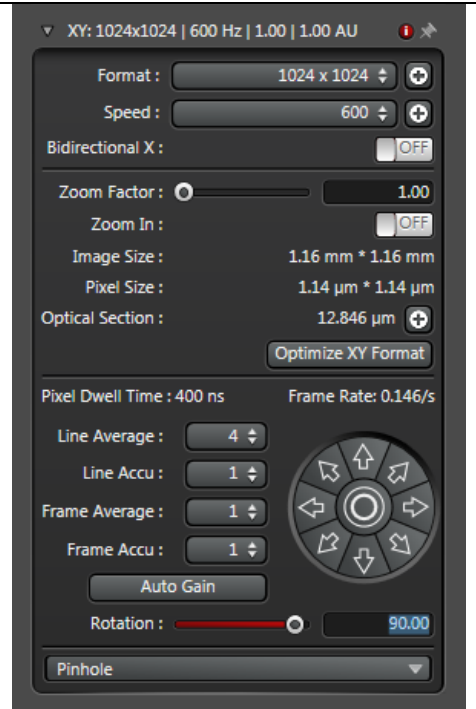 XY: 1024x1024 | 600 Hz | 1.00 | 1.00 AU
Format : 1024 x 1024
Speed : 600
Bidirectional X : OFF
Zoom Factor : 1.00
Zoom In : OFF
Image Size : 1.16 mm * 1.16 mm
Pixel Size : 1.14 µm * 1.14 µm
Optical Section : 12.846 µm
Optimize XY Format
Pixel Dwell Time : 400 ns Frame Rate: 0.146/s
Line Average : 4
Line Accu : 1
Frame Average : 1
Frame Accu : 1
Auto Gain
Rotation : 90.00
Pinhole